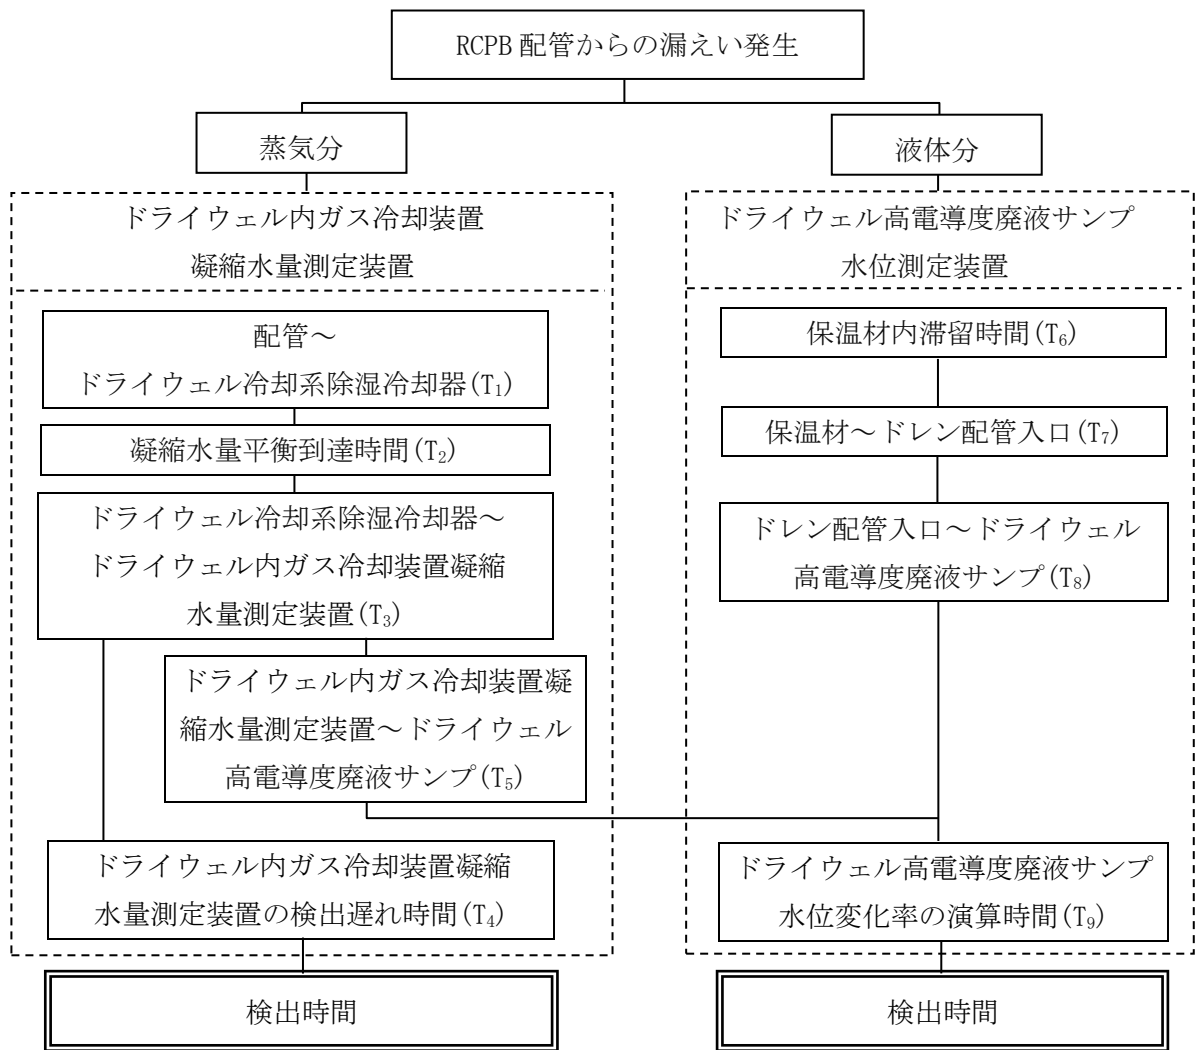 RCPB 配管からの漏えい発生
蒸気分
液体分
ドライウェル内ガス冷却装置
凝縮水量測定装置
ドライウェル高電導度廃液サンプ
水位測定装置
配管～
ドライウェル冷却系除湿冷却器(T₁)
凝縮水量平衡到達時間(T₂)
ドライウェル冷却系除湿冷却器～
ドライウェル内ガス冷却装置凝縮
水量測定装置(T₃)
ドライウェル内ガス冷却装置凝
縮水量測定装置～ドライウェル
高電導度廃液サンプ(T₅)
ドライウェル内ガス冷却装置凝縮
水量測定装置の検出遅れ時間(T₄)
検出時間
保温材内滞留時間(T₆)
保温材～ドレン配管入口(T₇)
ドレン配管入口～ドライウェル
高電導度廃液サンプ(T₈)
ドライウェル高電導度廃液サンプ
水位変化率の演算時間(T₉)
検出時間